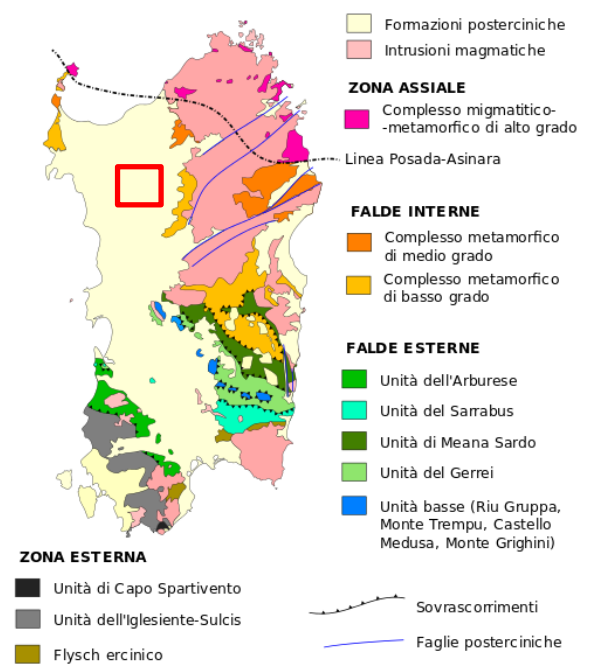 Formazioni posterciniche
Intrusioni magmatiche
ZONA ASSIALE
Complesso migmatitico-
-metamorfico di alto grado
Linea Posada-Asinara
FALDE INTERNE
Complesso metamorfico
di medio grado
Complesso metamorfico
di basso grado
FALDE ESTERNE
Unità dell'Arburese
Unità del Sarrabus
Unità di Meana Sardo
Unità del Gerrei
Unità basse (Riu Gruppa,
Monte Trempu, Castello
Medusa, Monte Grighini)
ZONA ESTERNA
Unità di Capo Spartivento
Unità dell'Iglesiente-Sulcis
Flysch ercinico
Sovrascorrimenti
Faglie posterciniche